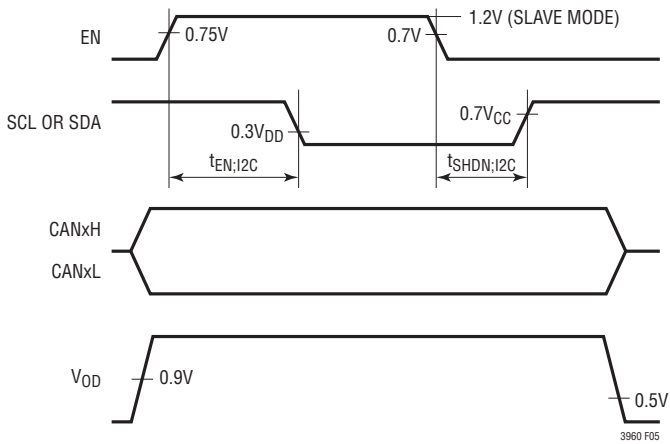 1.2V (SLAVE MODE)
EN
0.75V
0.7V
SCL OR SDA
0.3VDD
0.7VCC
tEN;I2C
tSHDN;I2C
CANxH
CANxL
VOD
0.9V
0.5V
3960 F05